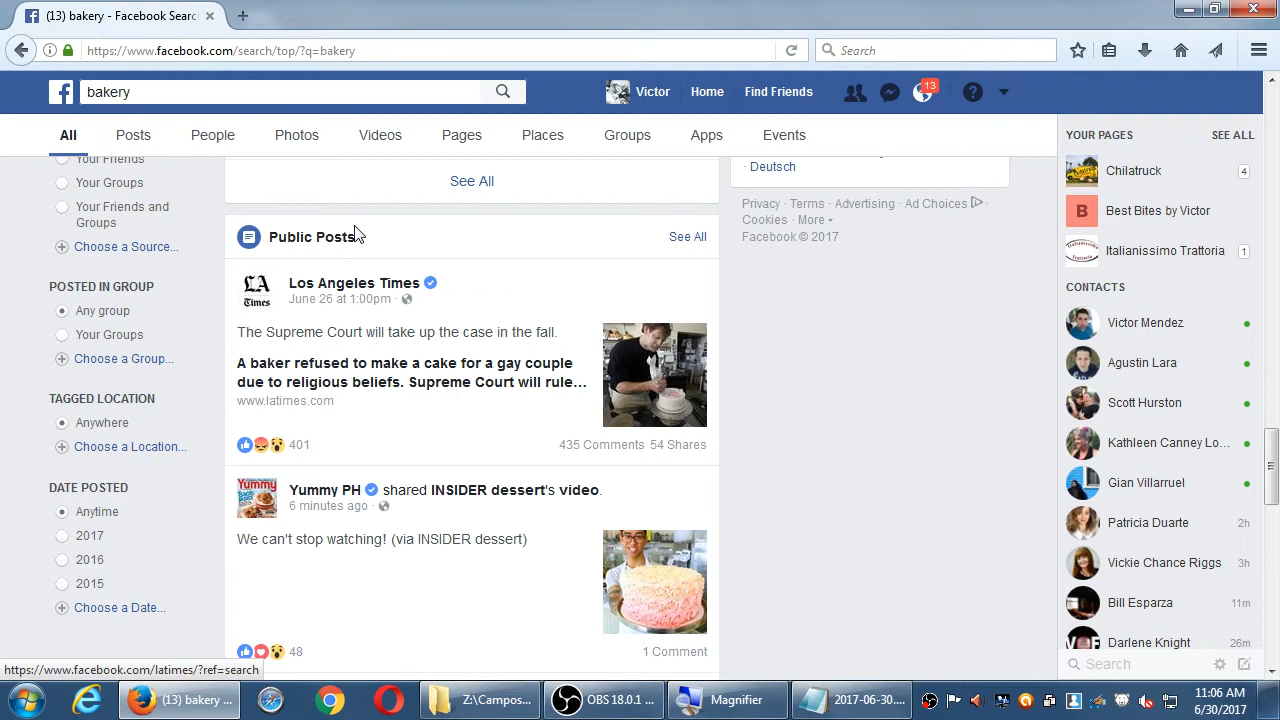 (13) bakery - Facebook Searc
https://www.facebook.com/search/top/?q=bakery
Search
bakery
Victor
Home
Find Friends
13
All
Posts
People
Photos
Videos
Pages
Places
Groups
Apps
Events
Your Friends
Your Groups
Your Friends and
Groups
Choose a Source...
POSTED IN GROUP
Any group
Your Groups
Choose a Group...
TAGGED LOCATION
Anywhere
Choose a Location...
DATE POSTED
Anytime
2017
2016
2015
Choose a Date...
See All
Public Posts
See All
LA
Times
Los Angeles Times
June 26 at 1:00pm ·
The Supreme Court will take up the case in the fall.
A baker refused to make a cake for a gay couple
due to religious beliefs. Supreme Court will rule…
www.latimes.com
401
435 Comments 54 Shares
Yummy
Yummy PH shared INSIDER dessert's video.
6 minutes ago ·
We can't stop watching! (via INSIDER dessert)
48
1 Comment
· Deutsch
Privacy · Terms · Advertising · Ad Choices ·
Cookies · More
Facebook © 2017
YOUR PAGES
SEE ALL
Chilatruck
4
B
Best Bites by Victor
Italianissimo Trattoria
1
CONTACTS
Victor Mendez
Agustin Lara
Scott Hurston
Kathleen Canney Lo...
Gian Villarruel
Patricia Duarte
2h
Vickie Chance Riggs
3h
Bill Esparza
11m
Darlene Knight
26m
Search
https://www.facebook.com/latimes/?ref=search
(13) bakery ...
Z:\Campos...
OBS 18.0.1 ...
Magnifier
2017-06-30....
11:06 AM
6/30/2017